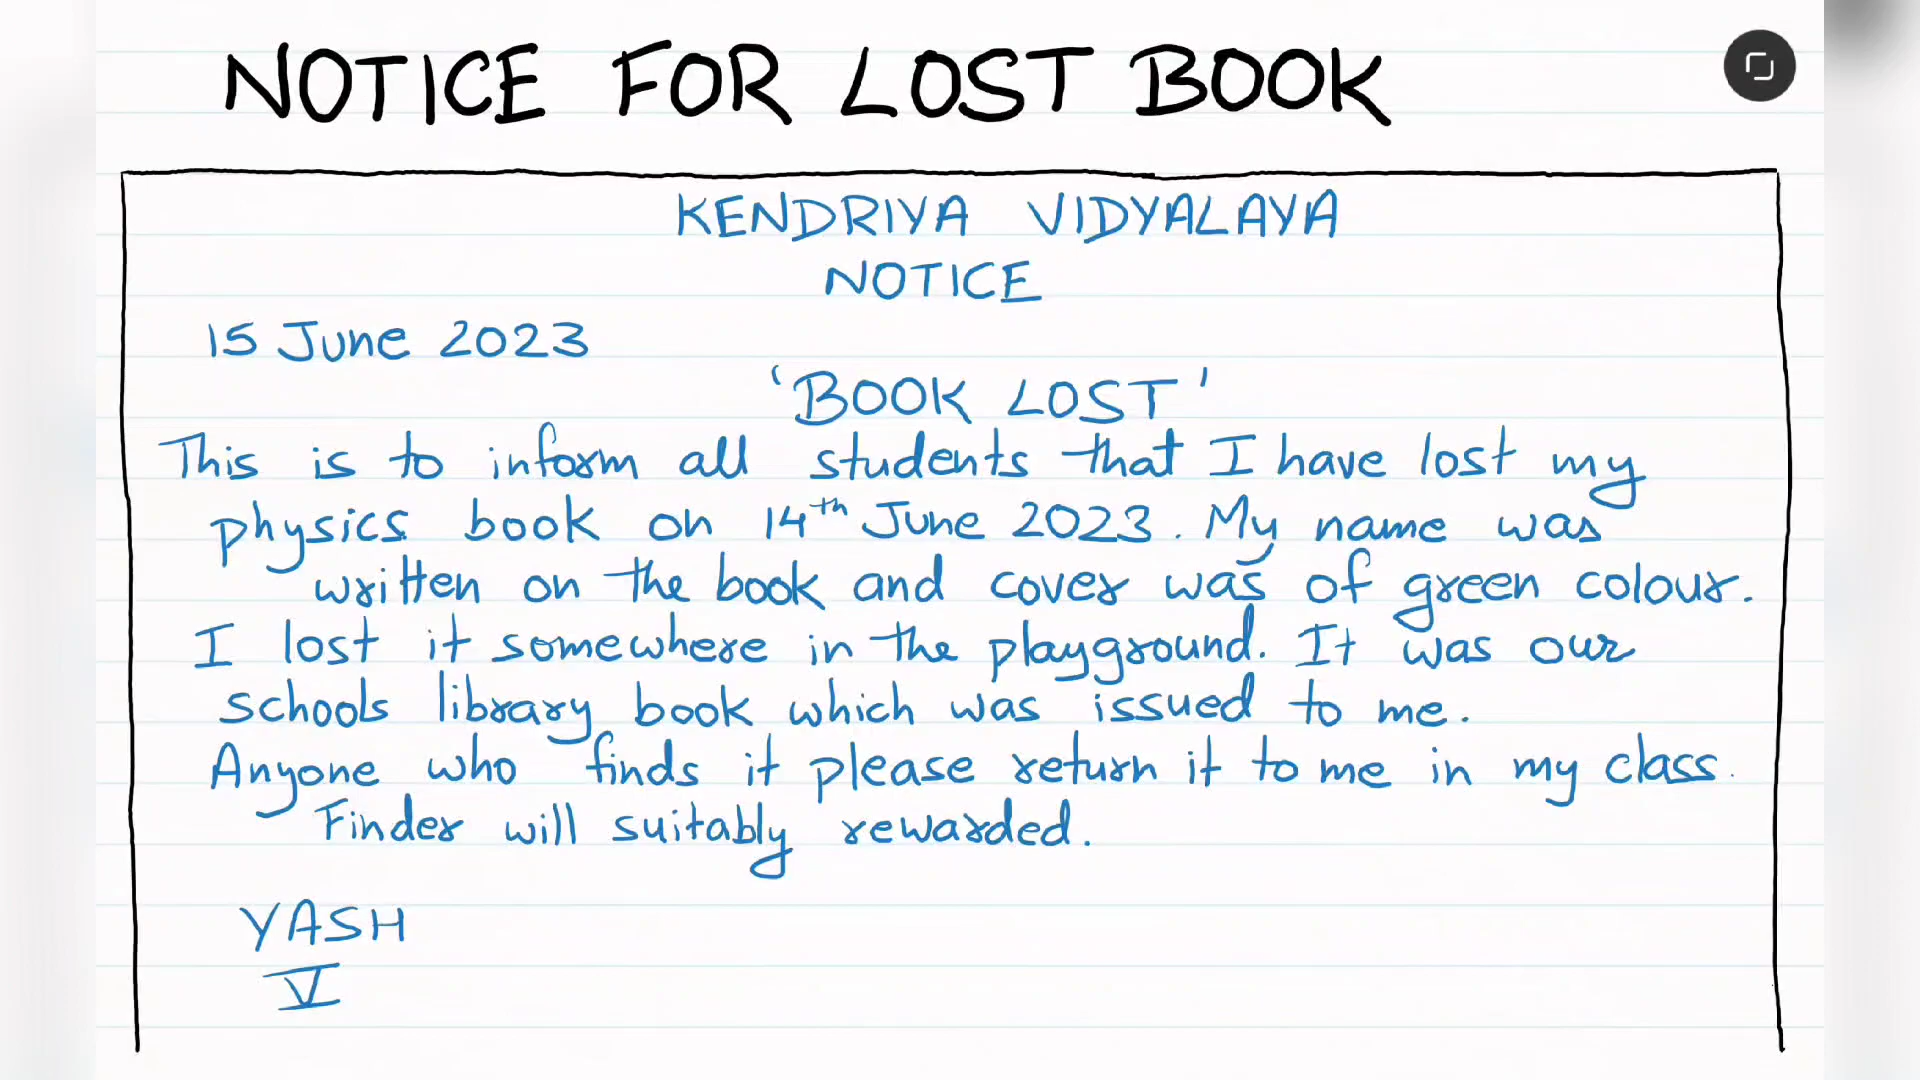 NOTICE FOR LOST BOOK
KENDRIYA VIDYALAYA
NOTICE
15 June 2023
'BOOK LOST'
This is to inform all students that I have lost my
physics book on 14th June 2023. My name was
written on the book and cover was of green colour.
I lost it somewhere in the playground. It was our
schools library book which was issued to me.
Anyone who finds it please return it to me in my class.
Finder will suitably rewarded.
YASH
V